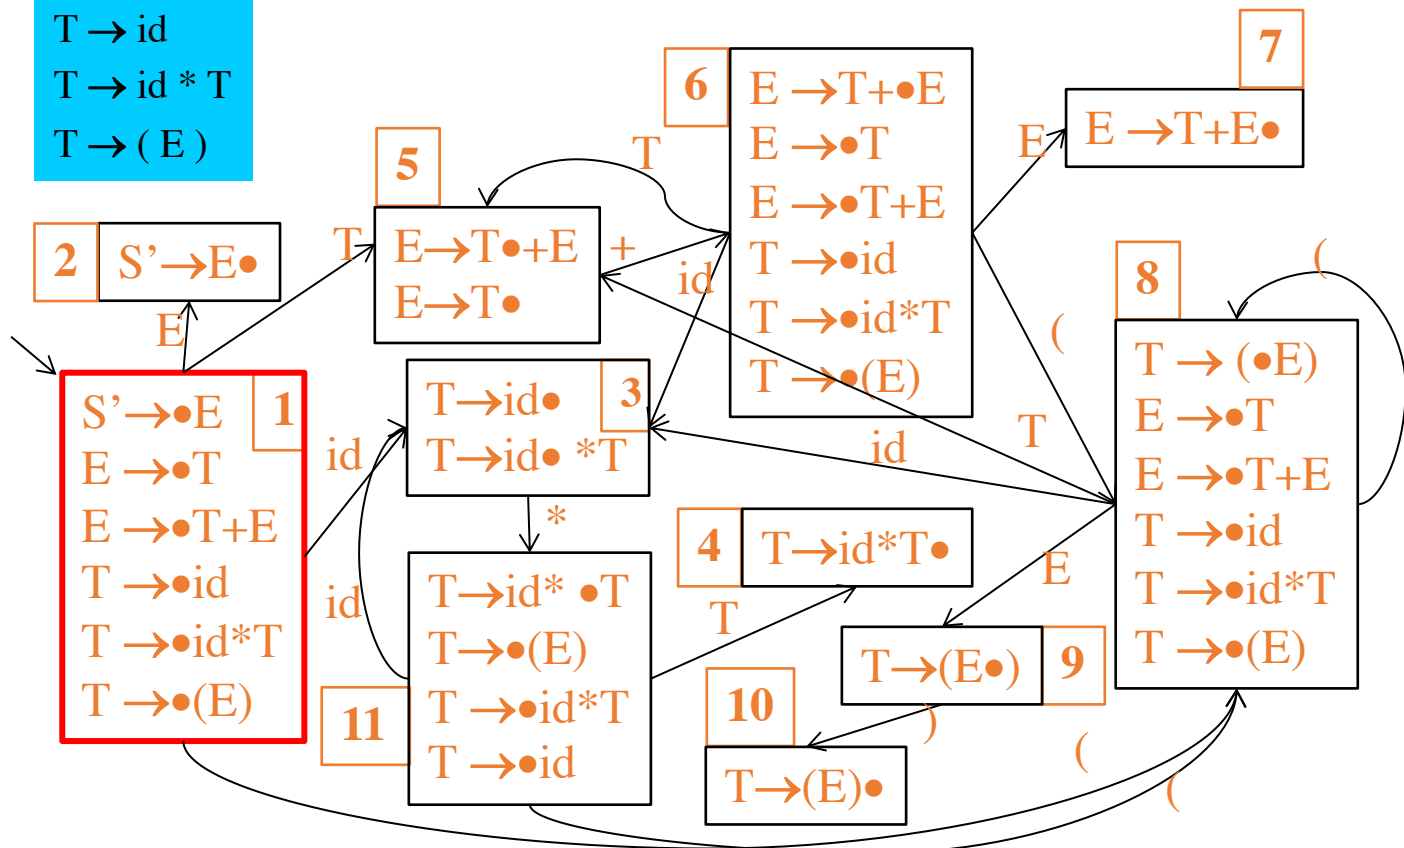 T → id
T → id * T
T → ( E )
2
S’ →E●
E
T
1
S’→●E
E →●T
E →●T+E
T →●id
T →●id*T
T →●(E)
id
5
E→T●+E
E→T●
T
+
id
6
E →T+●E
E →●T
E →●T+E
T →●id
T →●id*T
T →●(E)
E
7
E →T+E●
(
T
id
3
T→id●
T→id● *T
*
id
11
T→id* ●T
T→●(E)
T →●id*T
T →●id
T
4
T→id*T●
8
T → (●E)
E →●T
E →●T+E
T →●id
T →●id*T
T →●(E)
(
E
T→(E●)
9
)
10
T→(E)●
(
(